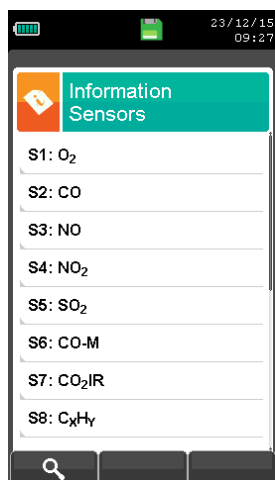 23/12/15
09:27
Information
Sensors
S1: O₂
S2: CO
S3: NO
S4: NO₂
S5: SO₂
S6: CO-M
S7: CO₂IR
S8: CₓHᵧ